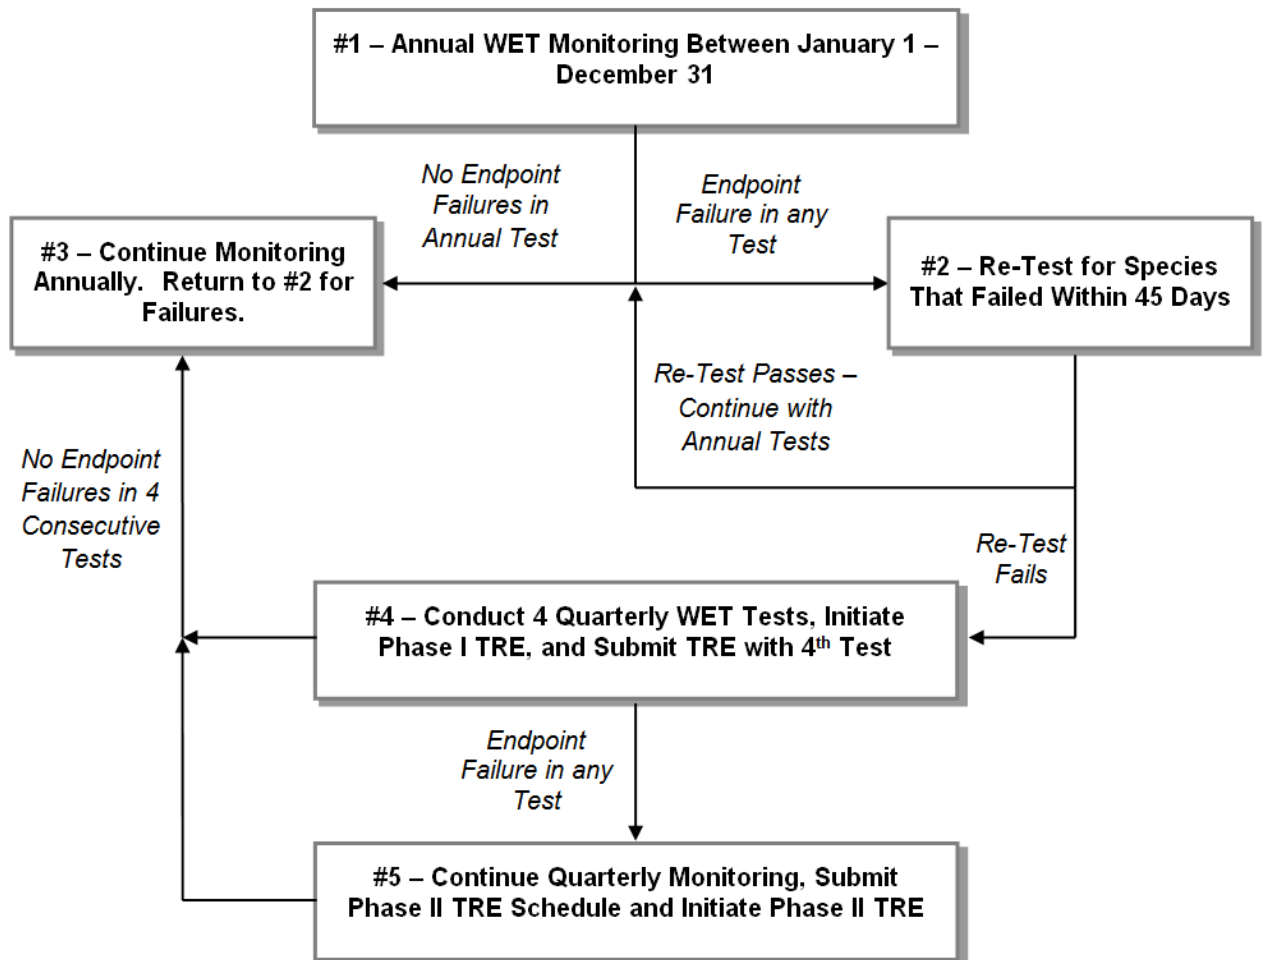 #1 – Annual WET Monitoring Between January 1 –
December 31
No Endpoint
Failures in
Annual Test
Endpoint
Failure in any
Test
#3 – Continue Monitoring
Annually. Return to #2 for
Failures.
#2 – Re-Test for Species
That Failed Within 45 Days
Re-Test Passes –
Continue with
Annual Tests
No Endpoint
Failures in 4
Consecutive
Tests
Re-Test
Fails
#4 – Conduct 4 Quarterly WET Tests, Initiate
Phase I TRE, and Submit TRE with 4th Test
Endpoint
Failure in any
Test
#5 – Continue Quarterly Monitoring, Submit
Phase II TRE Schedule and Initiate Phase II TRE